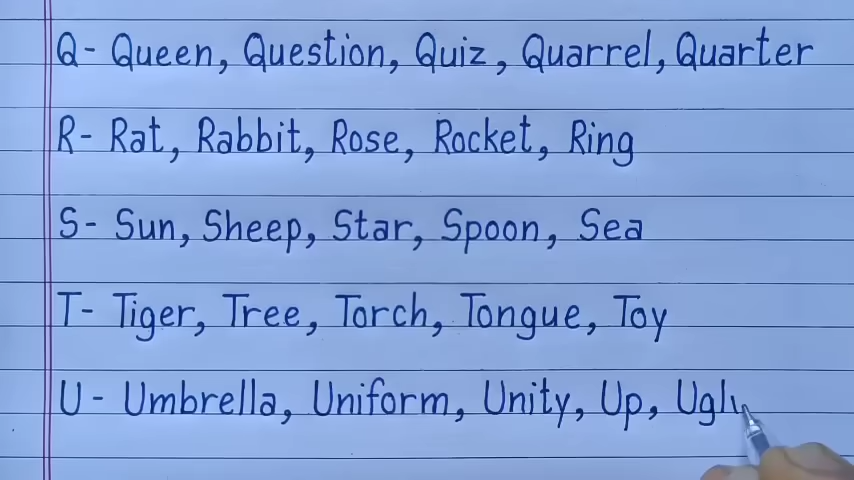 Q- Queen, Question, Quiz, Quarrel, Quarter
R- Rat, Rabbit, Rose, Rocket, Ring
S- Sun, Sheep, Star, Spoon, Sea
T- Tiger, Tree, Torch, Tongue, Toy
U- Umbrella, Uniform, Unity, Up,